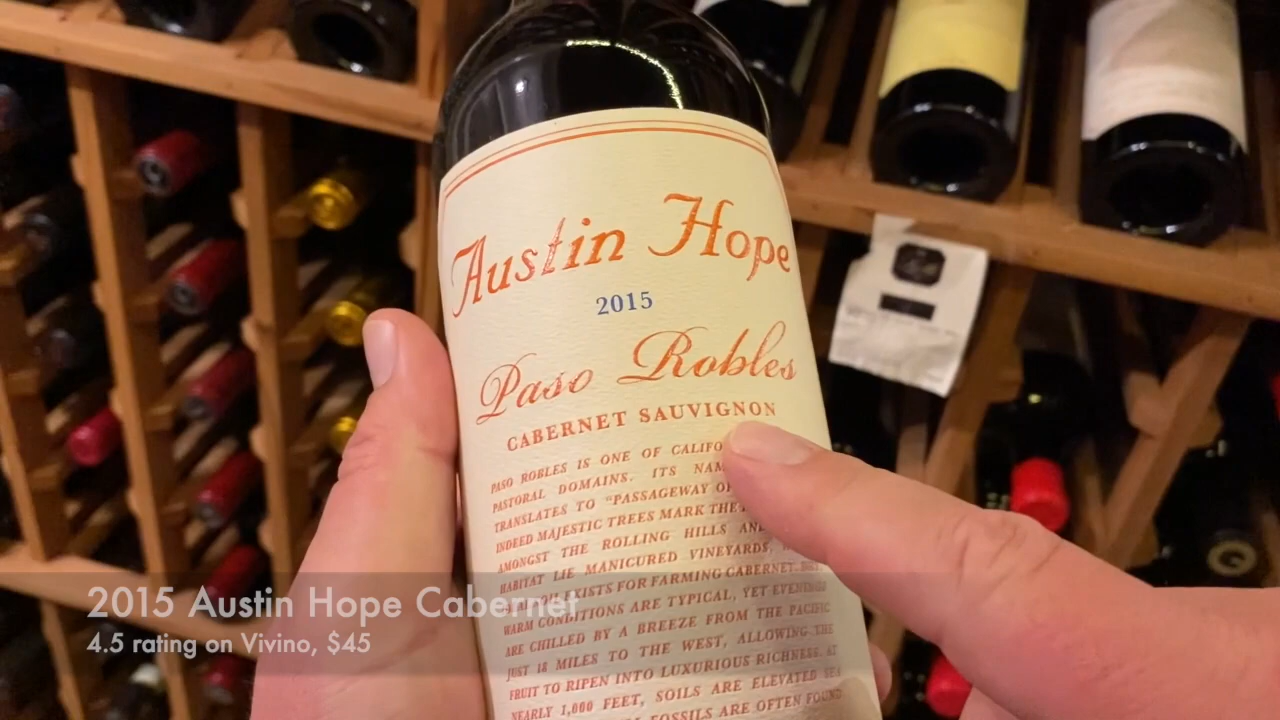 Austin Hope
2015
Paso Robles
CABERNET SAUVIGNON
PASO ROBLES IS ONE OF CALIFO
PASTORAL DOMAINS. ITS NAM
TRANSLATES TO "PASSAGEWAY OF
INDEED MAJESTIC TREES MARK THE
AMONGST THE ROLLING HILLS AND
HABITAT LIE MANICURED VINEYARDS,
EXISTS FOR FARMING CABERNET.
WARM CONDITIONS ARE TYPICAL, YET EVENINGS
ARE CHILLED BY A BREEZE FROM THE PACIFIC
JUST 18 MILES TO THE WEST, ALLOWING THE
FRUIT TO RIPEN INTO LUXURIOUS RICHNESS. AT
NEARLY 1,000 FEET, SOILS ARE ELEVATED SEA
FOSSILS ARE OFTEN FOUND
2015 Austin Hope Cabernet
4.5 rating on Vivino, $45